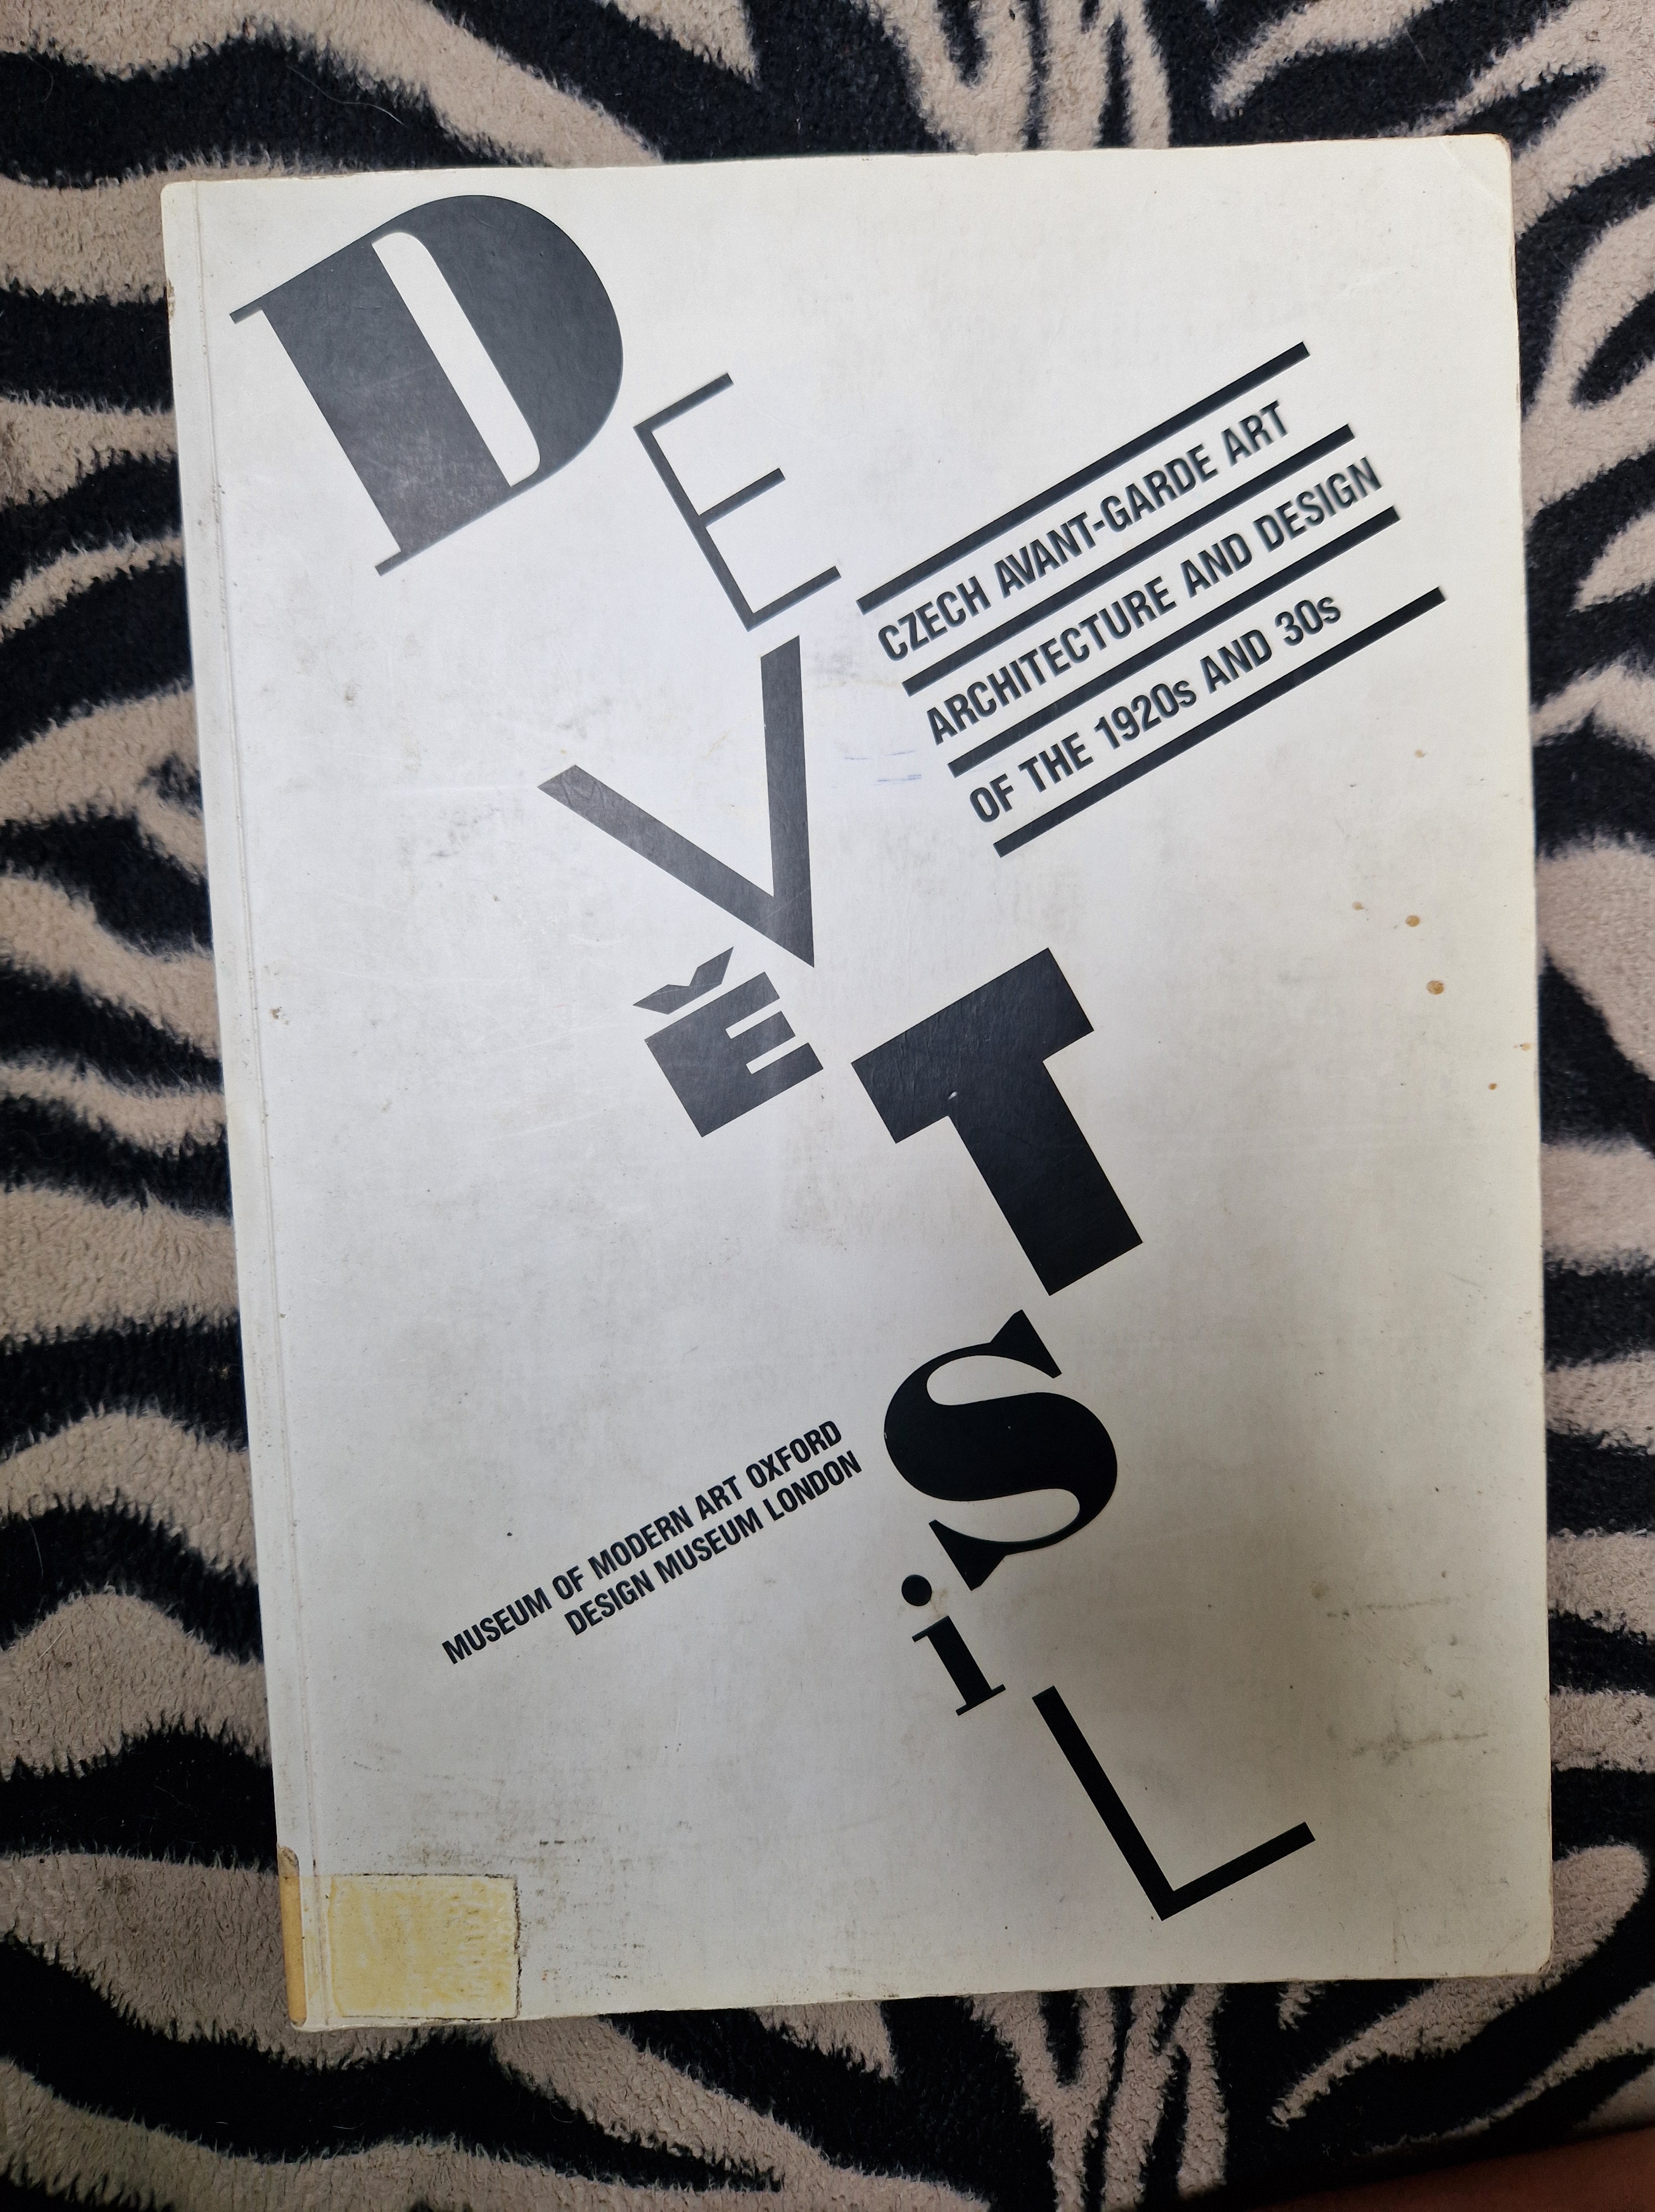 DEVĚTSiL
CZECH AVANT-GARDE ART
ARCHITECTURE AND DESIGN
OF THE 1920s AND 30s
MUSEUM OF MODERN ART OXFORD
DESIGN MUSEUM LONDON